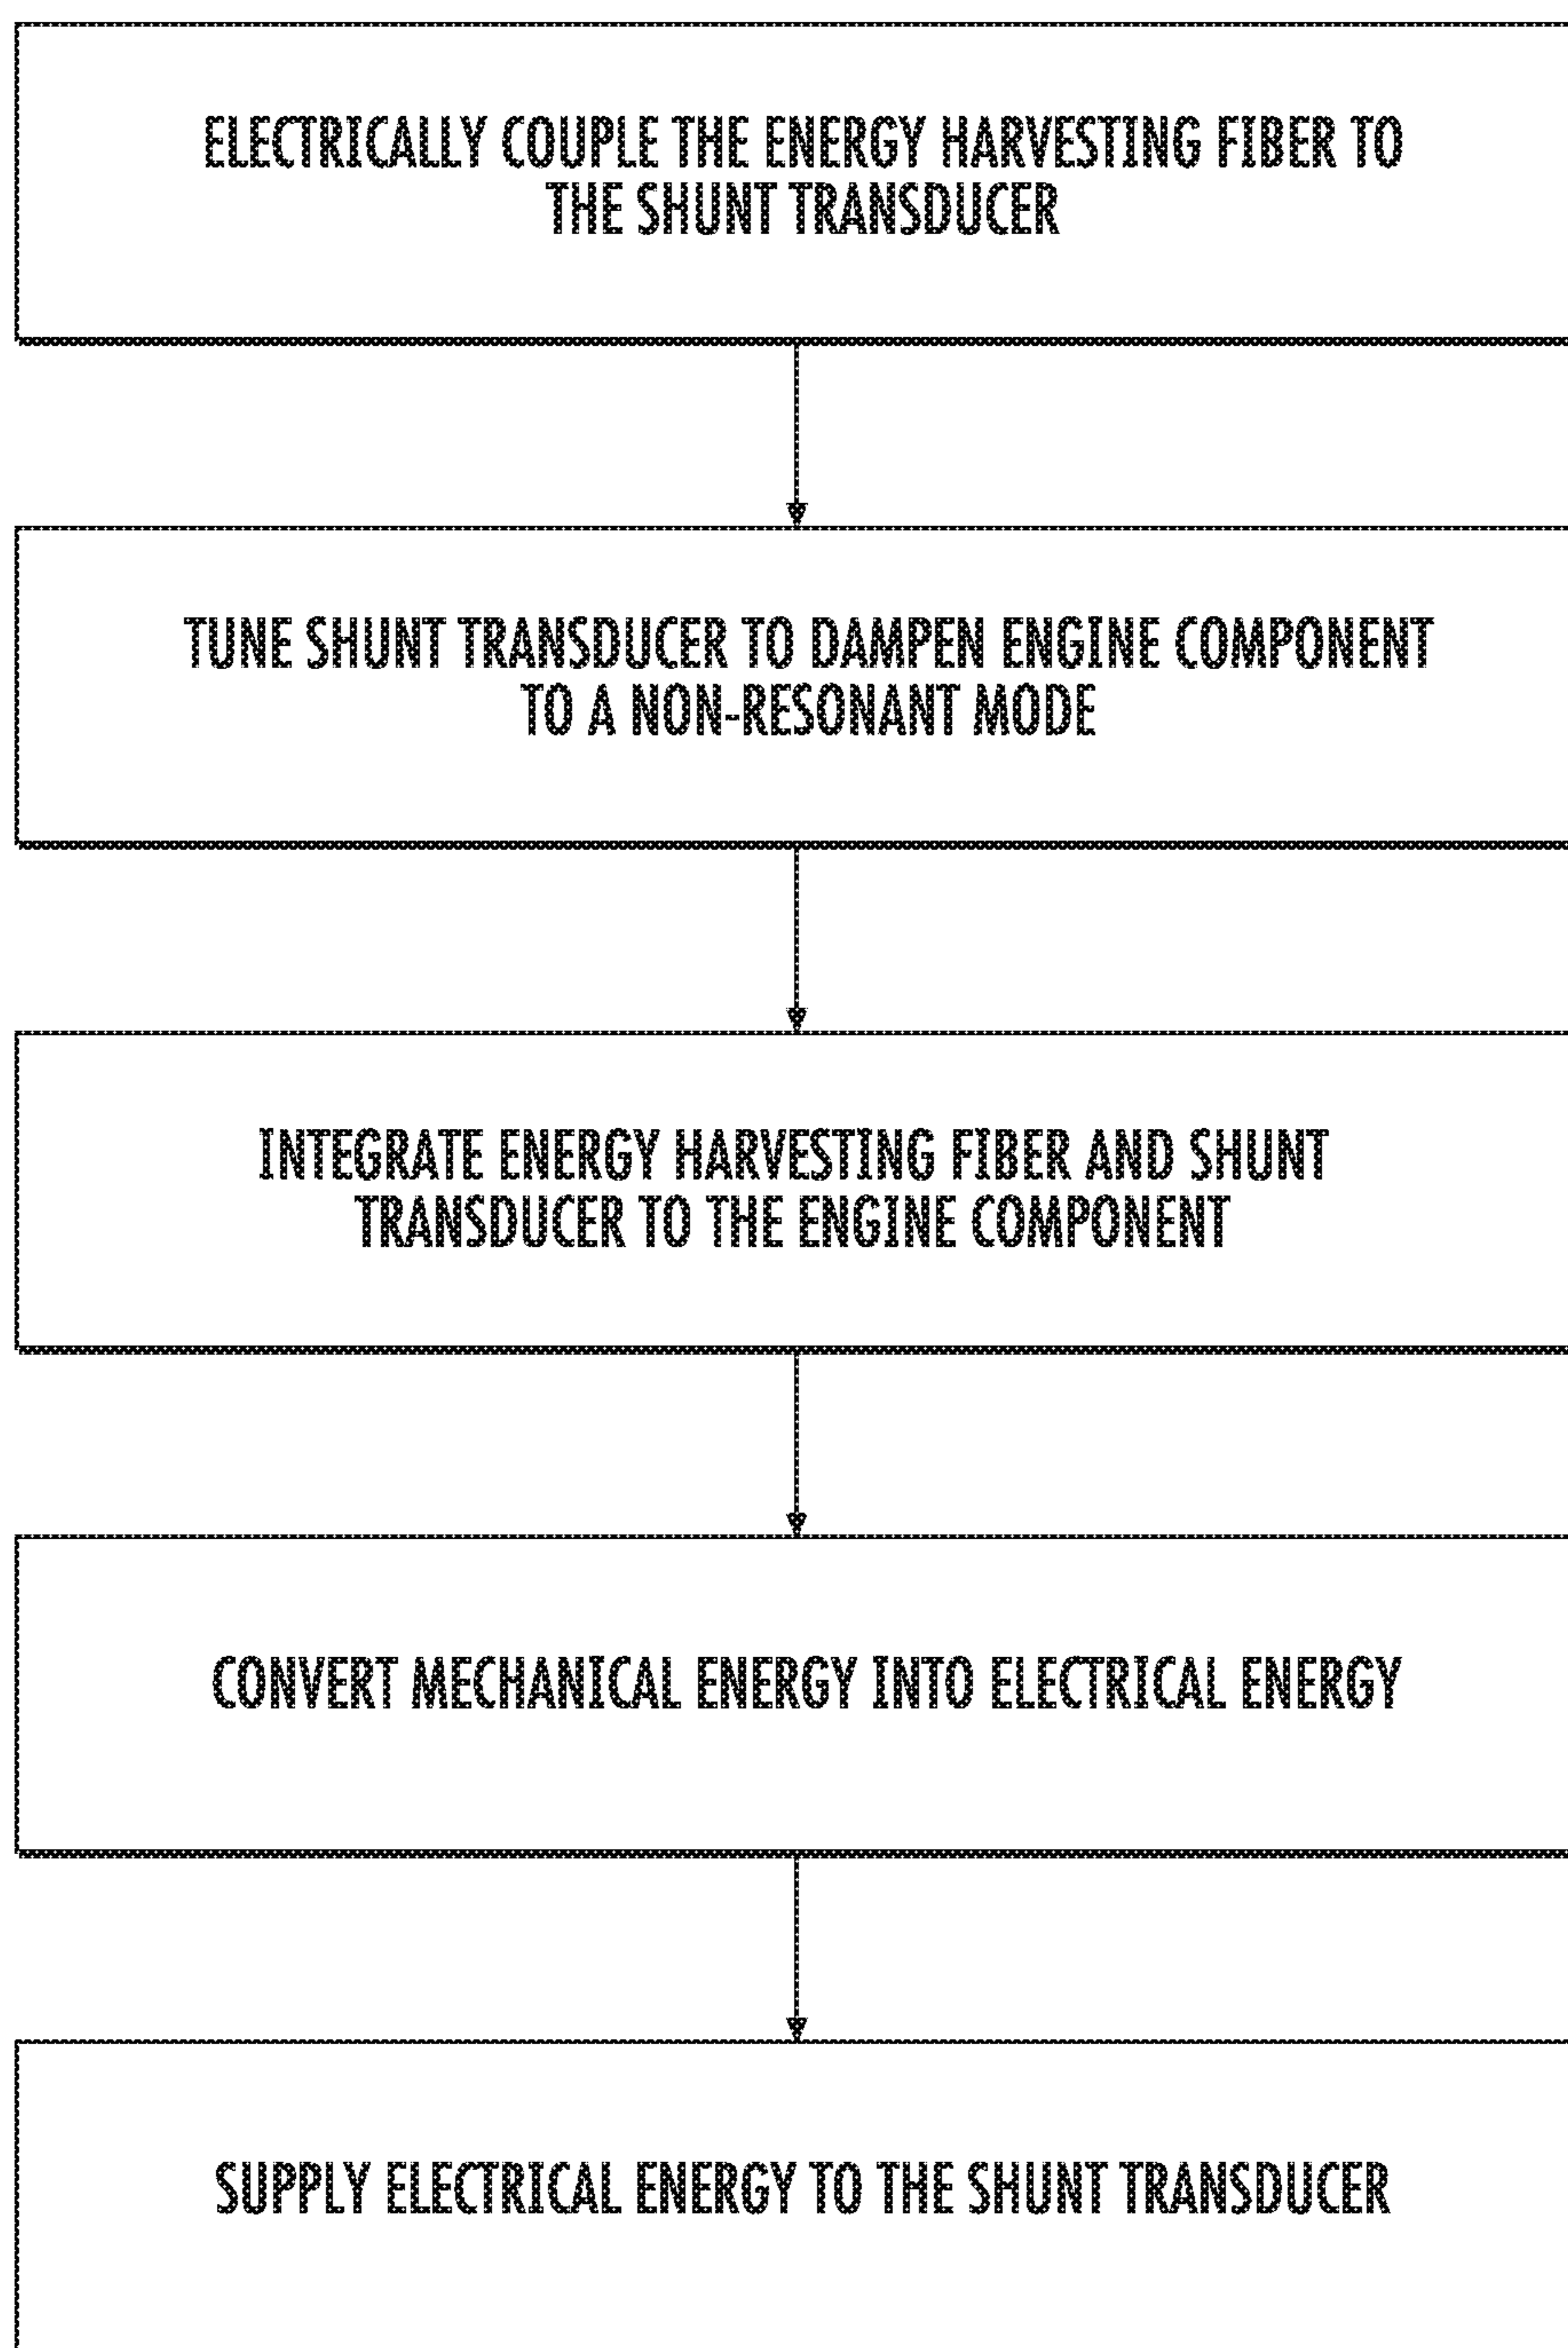 ELECTRICALLY COUPLE THE ENERGY HARVESTING FIBER TO
THE SHUNT TRANSDUCER
TUNE SHUNT TRANSDUCER TO DAMPEN ENGINE COMPONENT
TO A NON-RESONANT MODE
INTEGRATE ENERGY HARVESTING FIBER AND SHUNT
TRANSDUCER TO THE ENGINE COMPONENT
CONVERT MECHANICAL ENERGY INTO ELECTRICAL ENERGY
SUPPLY ELECTRICAL ENERGY TO THE SHUNT TRANSDUCER